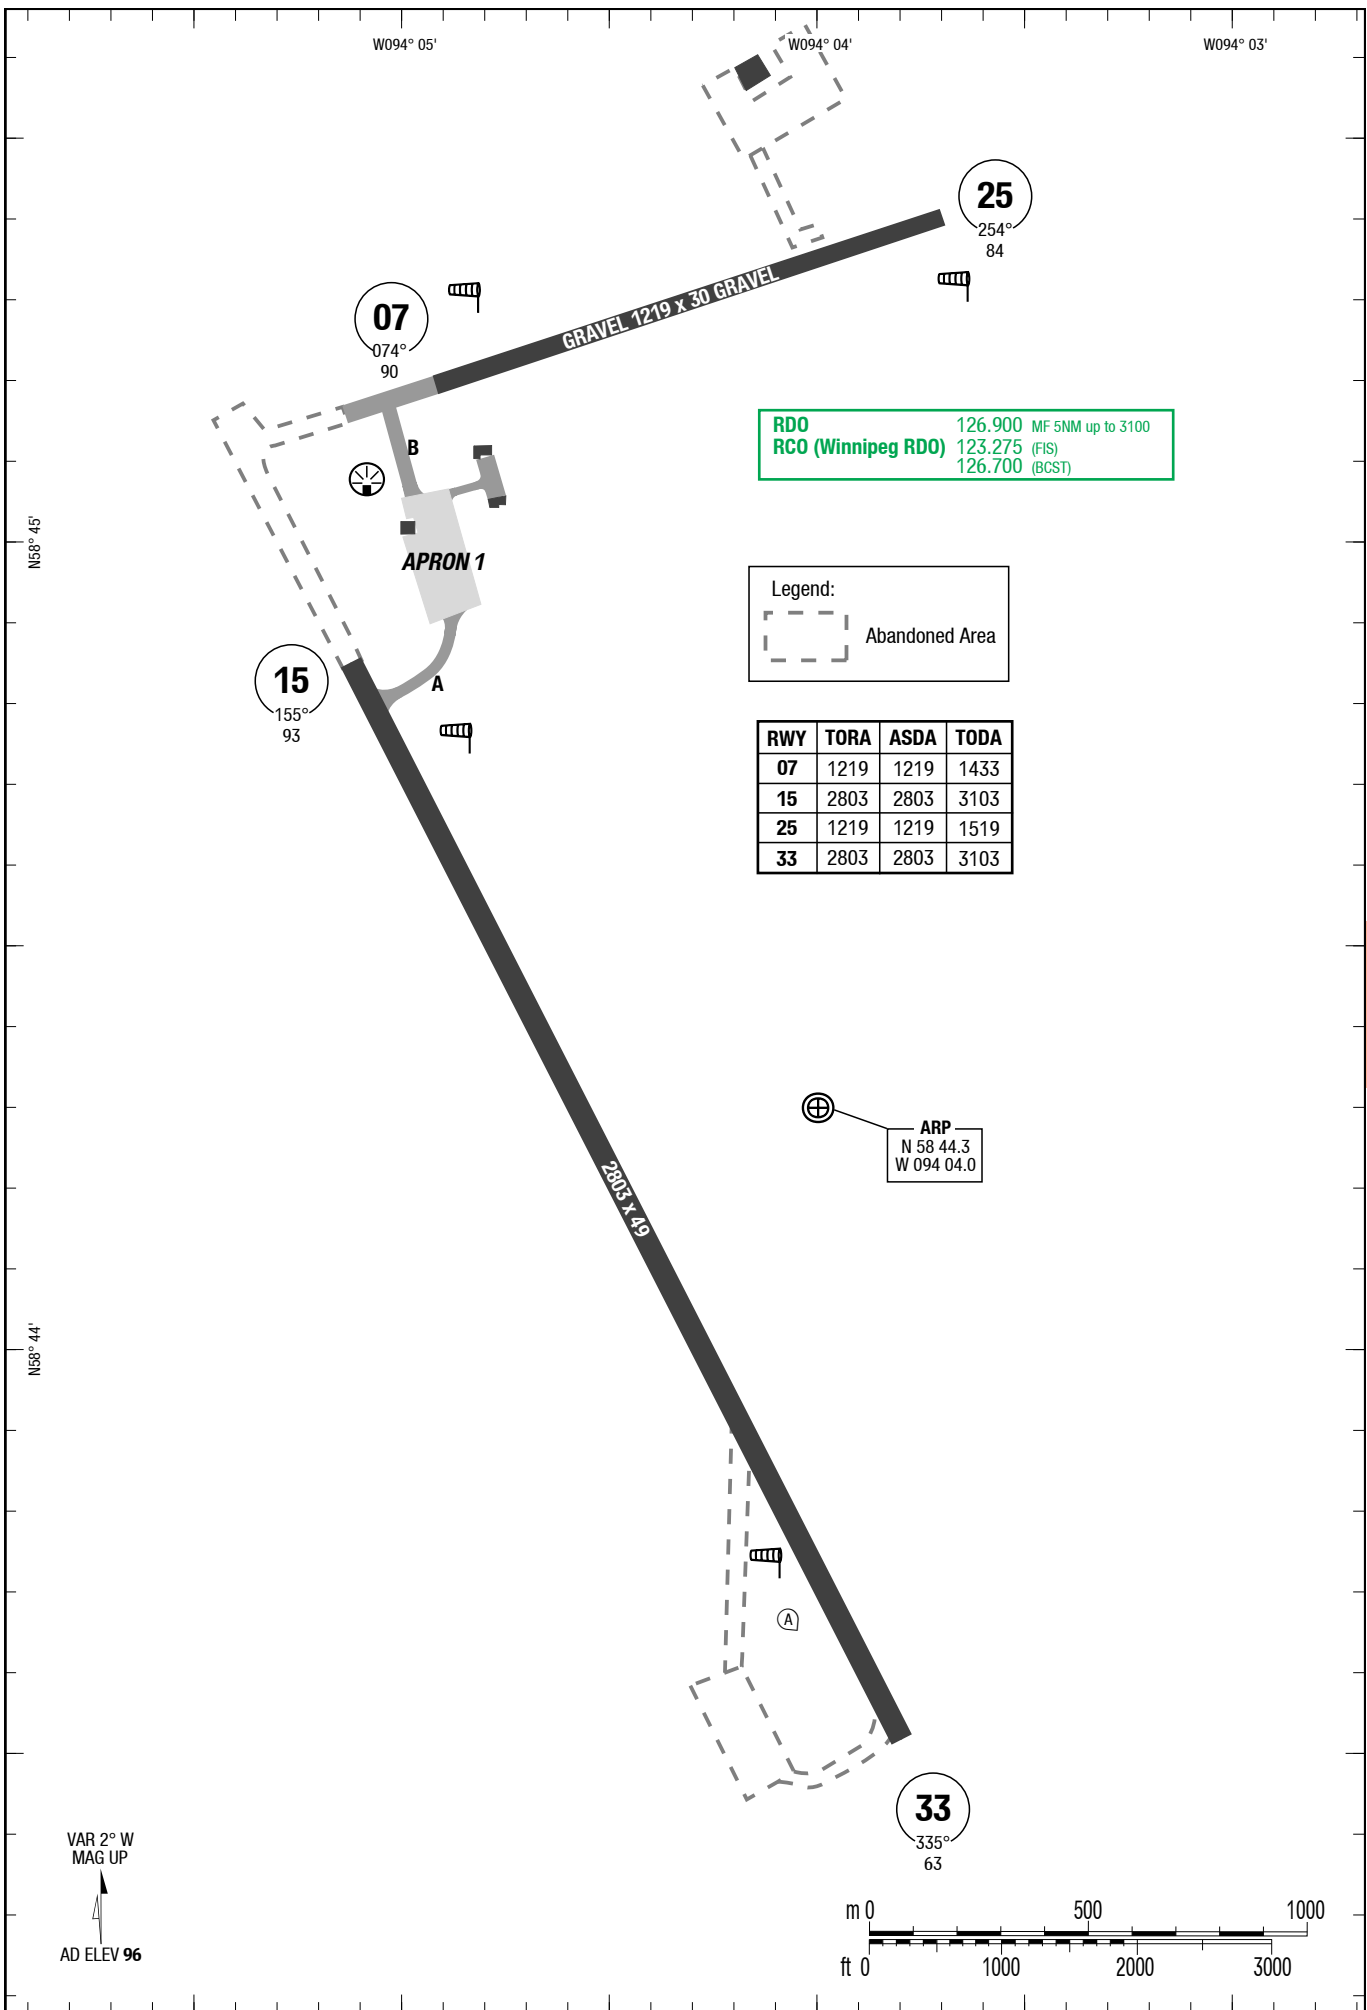 W094° 05'
W094° 04'
W094° 03'
25
254°
84
GRAVEL 1219 x 30 GRAVEL
07
074°
90
RDO 126.900 MF 5NM up to 3100
RCO (Winnipeg RDO) 123.275 (FIS)
126.700 (BCST)
B
N58° 45'
APRON 1
Legend:
Abandoned Area
15
155°
93
A
RWY TORA ASDA TODA
07 1219 1219 1433
15 2803 2803 3103
25 1219 1219 1519
33 2803 2803 3103
ARP
N 58 44.3
W 094 04.0
2803 x 49
N58° 44'
A
33
335°
63
VAR 2° W
MAG UP
AD ELEV 96
m 0 500 1000
ft 0 1000 2000 3000